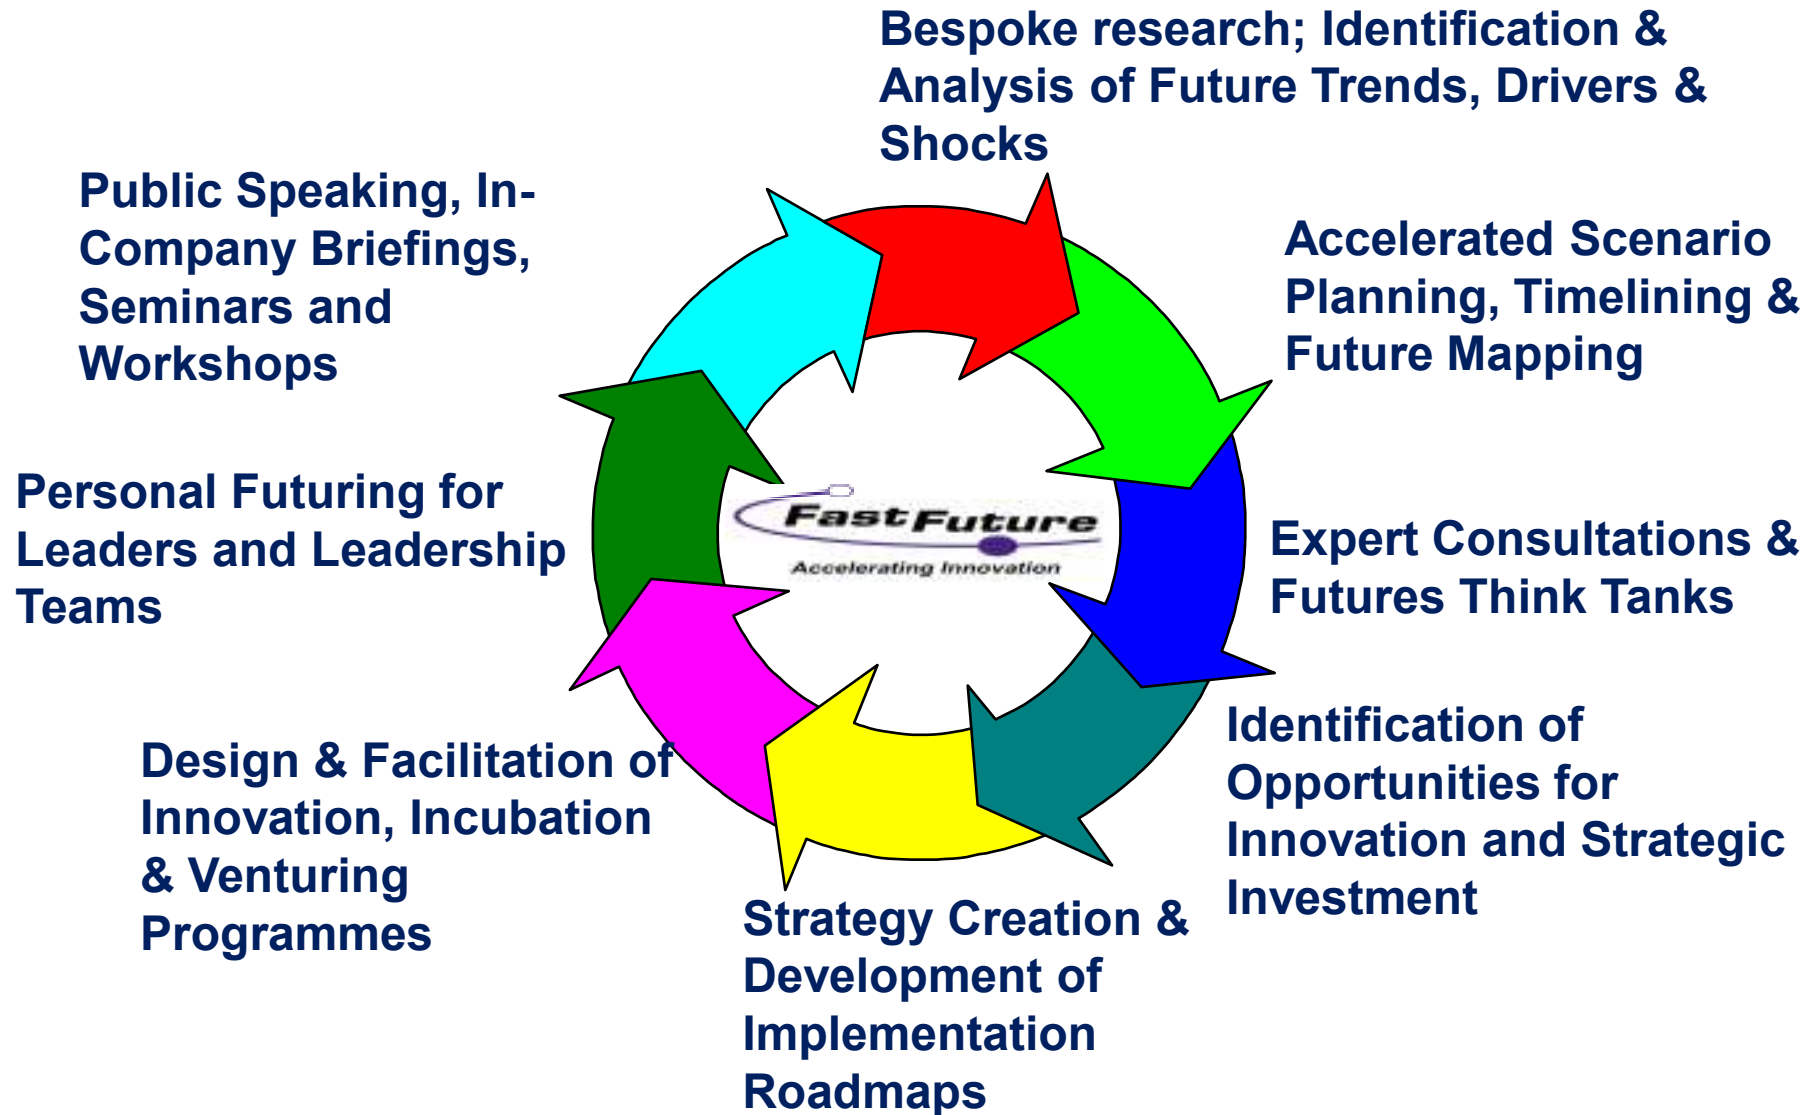 Bespoke research; Identification &
Analysis of Future Trends, Drivers &
Shocks
Accelerated Scenario
Planning, Timelining &
Future Mapping
Expert Consultations &
Futures Think Tanks
Identification of
Opportunities for
Innovation and Strategic
Investment
Strategy Creation &
Development of
Implementation
Roadmaps
Design & Facilitation of
Innovation, Incubation
& Venturing
Programmes
Personal Futuring for
Leaders and Leadership
Teams
Public Speaking, In-
Company Briefings,
Seminars and
Workshops
FastFuture
Accelerating Innovation